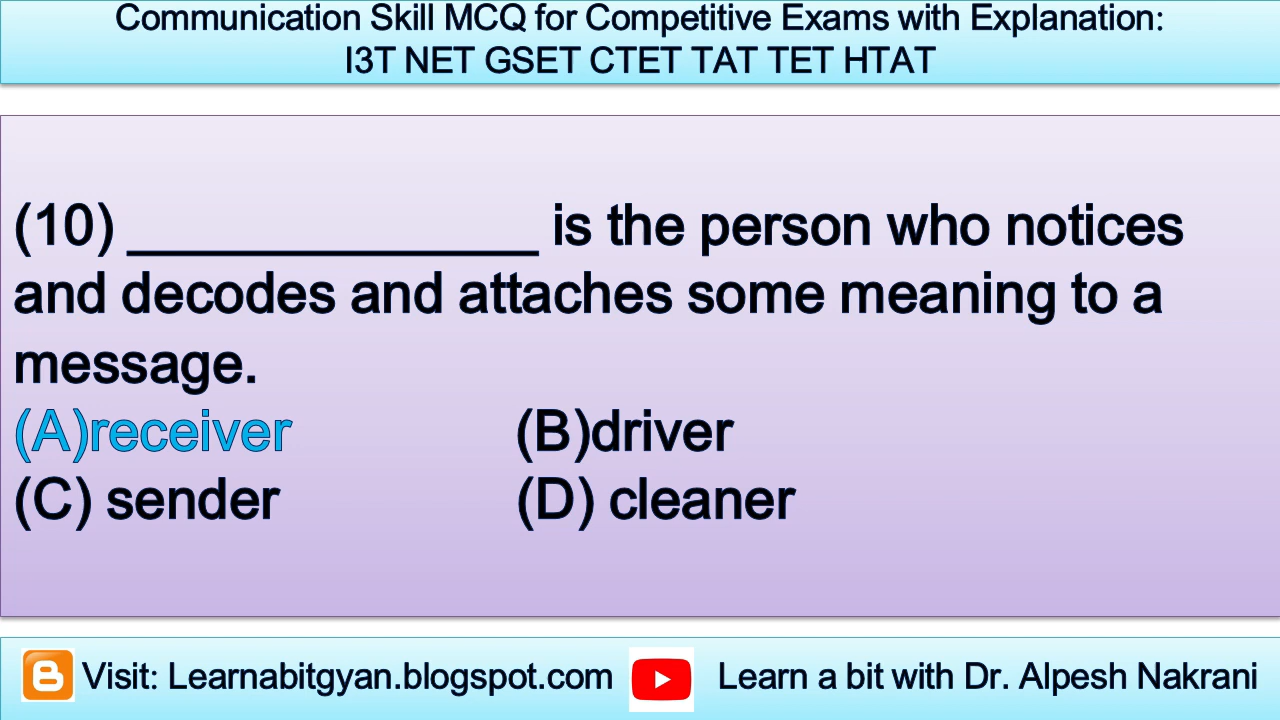 Communication Skill MCQ for Competitive Exams with Explanation:
I3T NET GSET CTET TAT TET HTAT
(10) _______________ is the person who notices
and decodes and attaches some meaning to a
message.
(A)receiver (B)driver
(C) sender (D) cleaner
Visit: Learnabitgyan.blogspot.com Learn a bit with Dr. Alpesh Nakrani